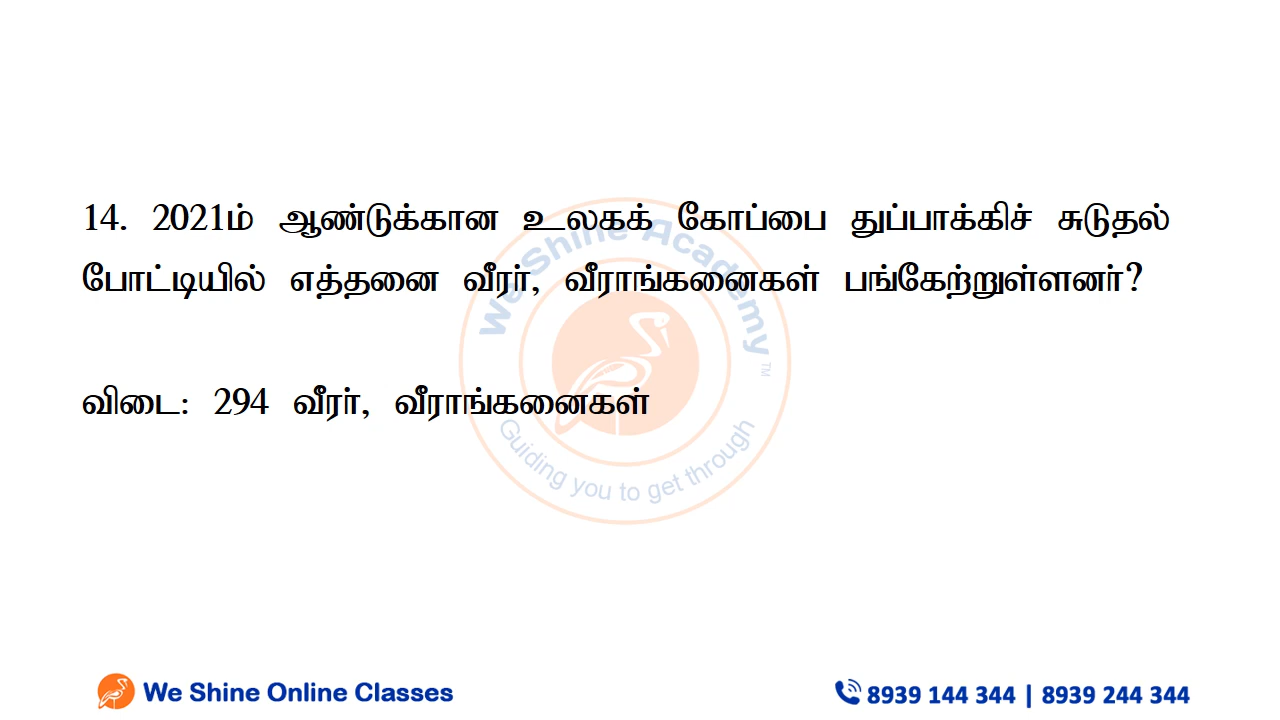 14. 2021ம் ஆண்டுக்கான உலகக் கோப்பை துப்பாக்கிச் சுடுதல்
போட்டியில் எத்தனை வீரர், வீராங்கனைகள் பங்கேற்றுள்ளனர்?
We Shine Academy
TM
விடை: 294 வீரர், வீராங்கனைகள்
Guiding you to get through
We Shine Online Classes
8939 144 344 | 8939 244 344